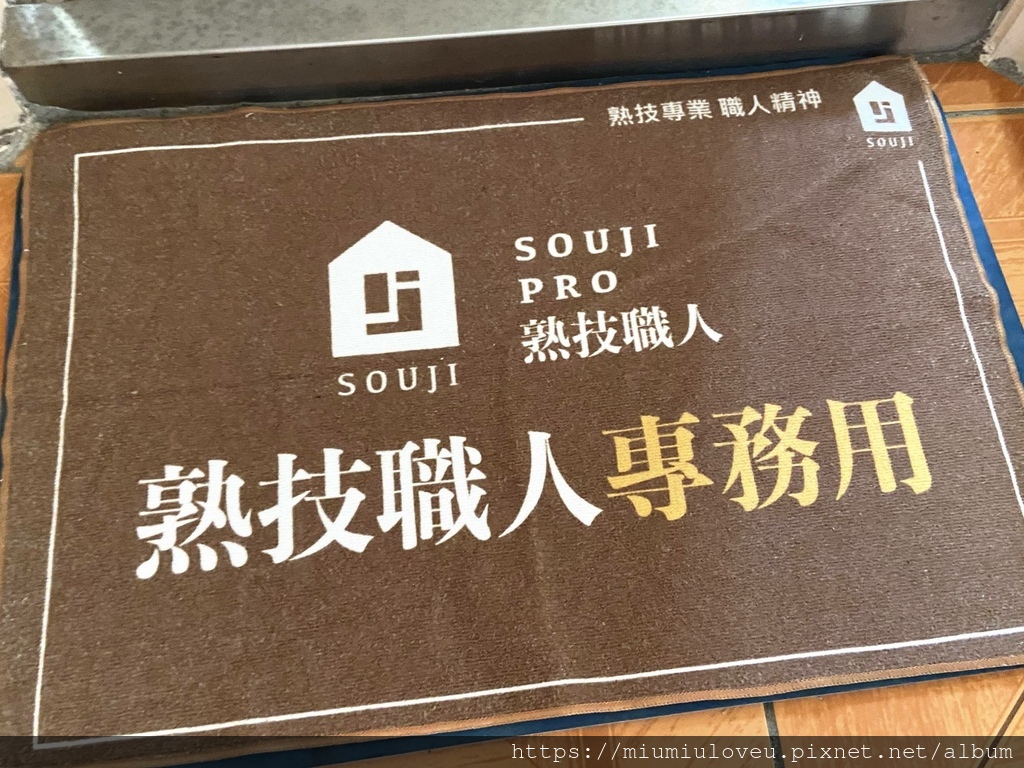 熟技專業 職人精神
SOUJI
SOUJI
PRO
熟技職人
SOUJI
熟技職人專務用
https://miumiuloveu.pixnet.net/album